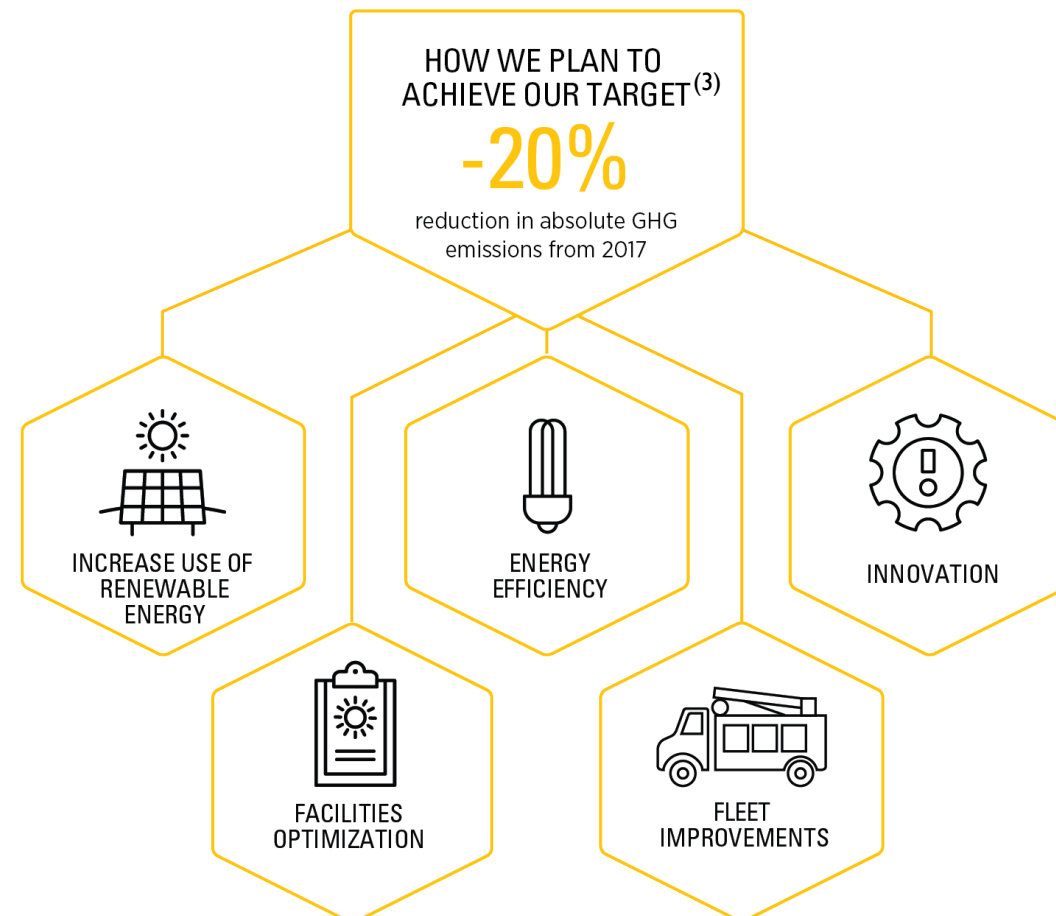 HOW WE PLAN TO
ACHIEVE OUR TARGET(3)
-20%
reduction in absolute GHG
emissions from 2017
INCREASE USE OF
RENEWABLE
ENERGY
ENERGY
EFFICIENCY
INNOVATION
FACILITIES
OPTIMIZATION
FLEET
IMPROVEMENTS